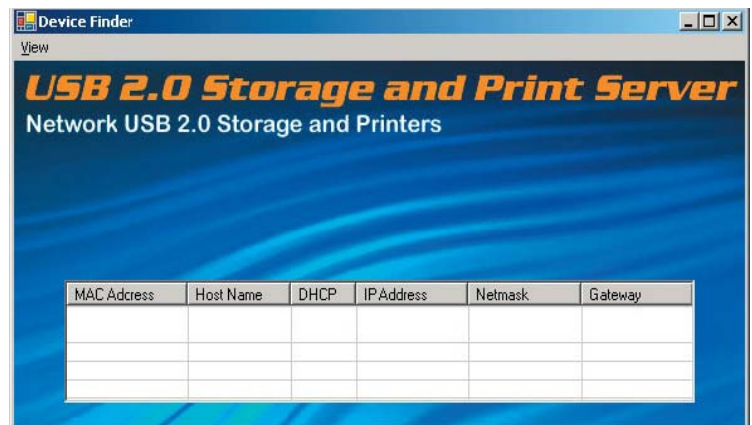 Device Finder
View
USB 2.0 Storage and Print Server
Network USB 2.0 Storage and Printers
MAC Adcress Host Name DHCP IP Address Netmask Gateway